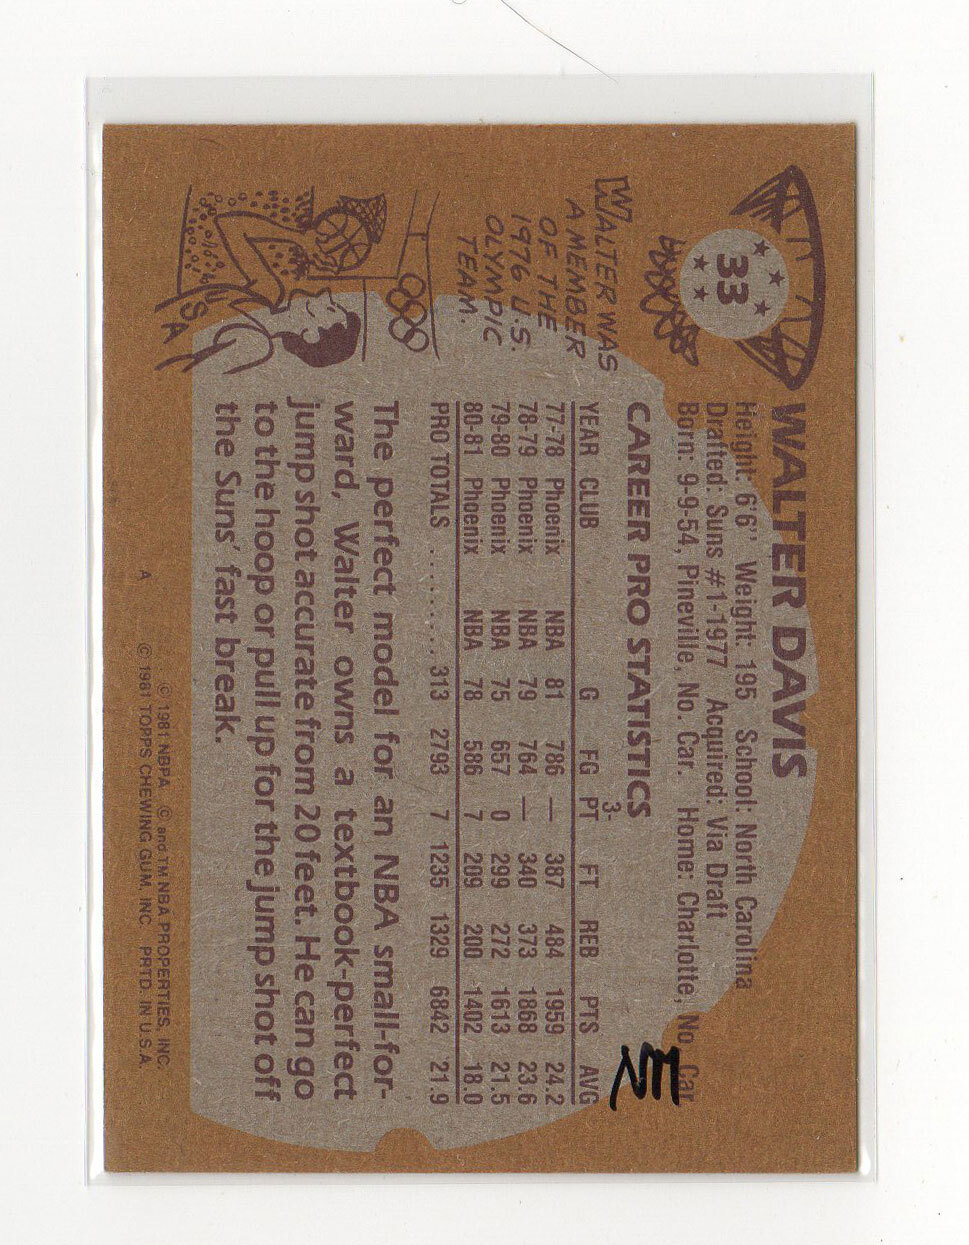 33
WALTER DAVIS
Height: 6'6" Weight: 195 School: North Carolina
Drafted: Suns #1-1977 Acquired: Via Draft
Born: 9-9-54, Pineville, No. Car. Home: Charlotte, No. Car.
WALTER WAS
A MEMBER
OF THE
1976 U.S.
OLYMPIC
TEAM.
USA
CAREER PRO STATISTICS
YEAR CLUB G FG 3-PT FT REB PTS AVG
77-78 Phoenix NBA 81 786 — 387 484 1959 24.2
78-79 Phoenix NBA 79 764 — 340 373 1868 23.6
79-80 Phoenix NBA 75 657 0 299 272 1613 21.5
80-81 Phoenix NBA 78 586 7 209 200 1402 18.0
PRO TOTALS .......... 313 2793 7 1235 1329 6842 21.9
The perfect model for an NBA small-for-
ward, Walter owns a textbook-perfect
jump shot accurate from 20 feet. He can go
to the hoop or pull up for the jump shot off
the Suns' fast break.
© 1981 NBPA © and TM NBA PROPERTIES, INC.
A © 1981 TOPPS CHEWING GUM, INC. PRTD. IN U.S.A.